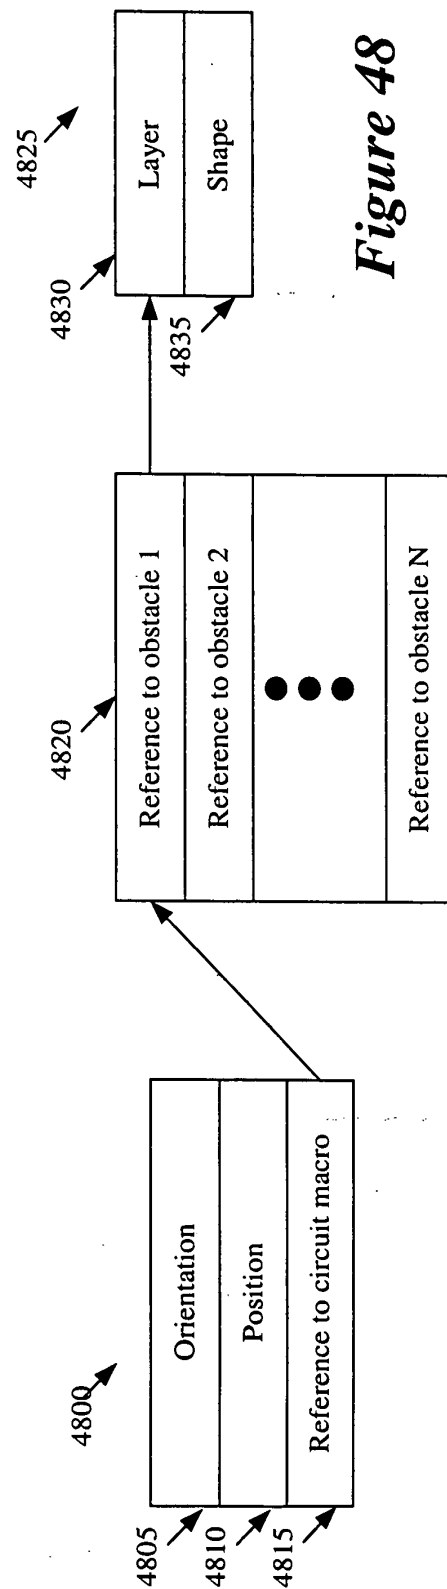 4800
4805
Orientation
4810
Position
4815
Reference to circuit macro
4820
Reference to obstacle 1
Reference to obstacle 2
Reference to obstacle N
4825
4830
Layer
4835
Shape
Figure 48